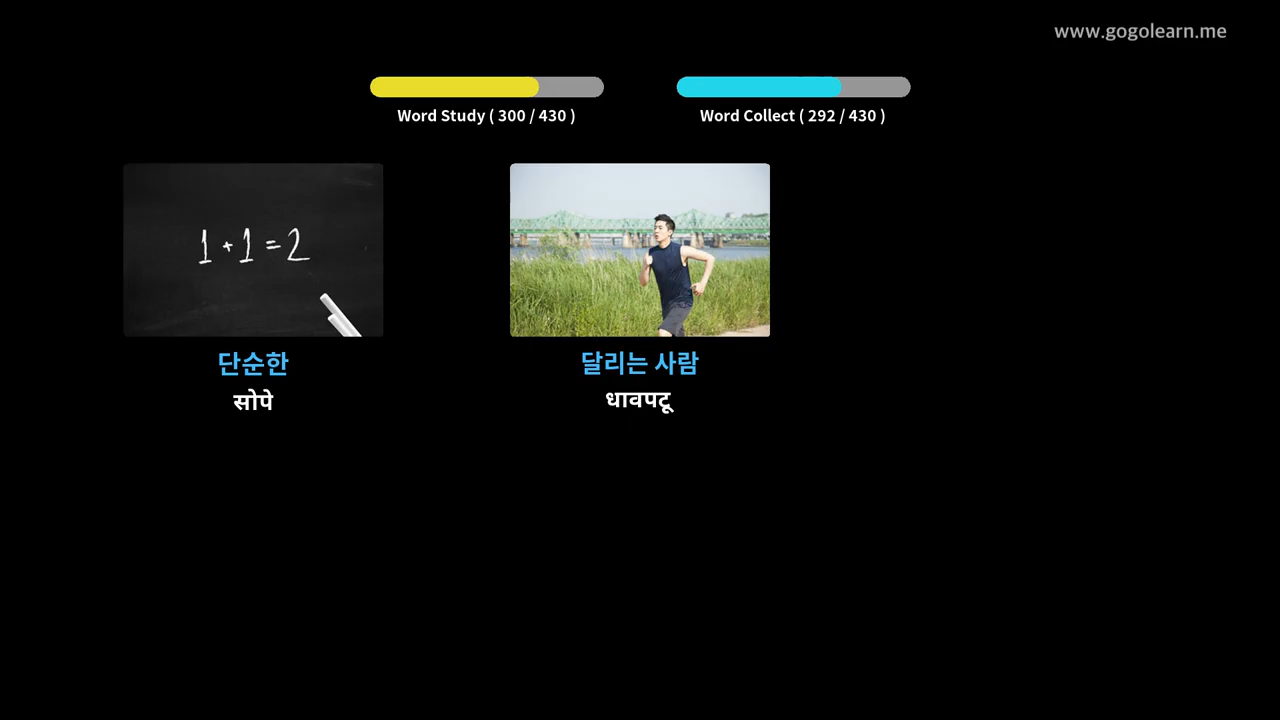 www.gogolearn.me
Word Study ( 300 / 430 )
Word Collect ( 292 / 430 )
1 + 1 = 2
단순한
सोपे
달리는 사람
धावपटू